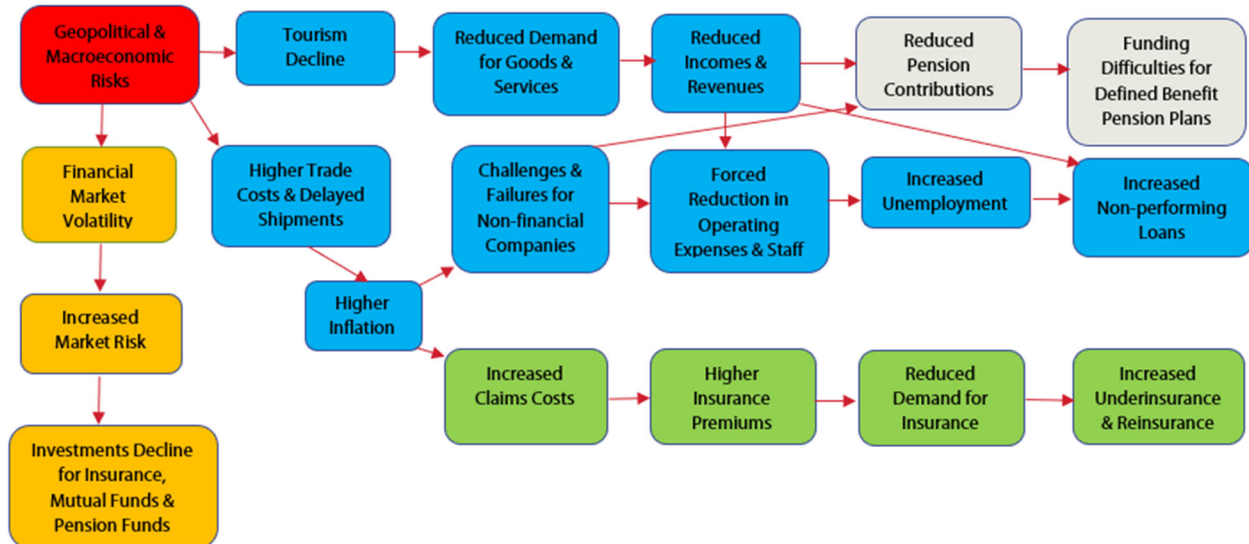 Geopolitical &
Macroeconomic
Risks
Tourism
Decline
Reduced Demand
for Goods &
Services
Reduced
Incomes &
Revenues
Reduced
Pension
Contributions
Funding
Difficulties for
Defined Benefit
Pension Plans
Financial
Market
Volatility
Higher Trade
Costs & Delayed
Shipments
Challenges &
Failures for
Non-financial
Companies
Forced
Reduction in
Operating
Expenses & Staff
Increased
Unemployment
Increased
Non-performing
Loans
Increased
Market Risk
Higher
Inflation
Increased
Claims Costs
Higher
Insurance
Premiums
Reduced
Demand for
Insurance
Increased
Underinsurance
& Reinsurance
Investments Decline
for Insurance,
Mutual Funds &
Pension Funds